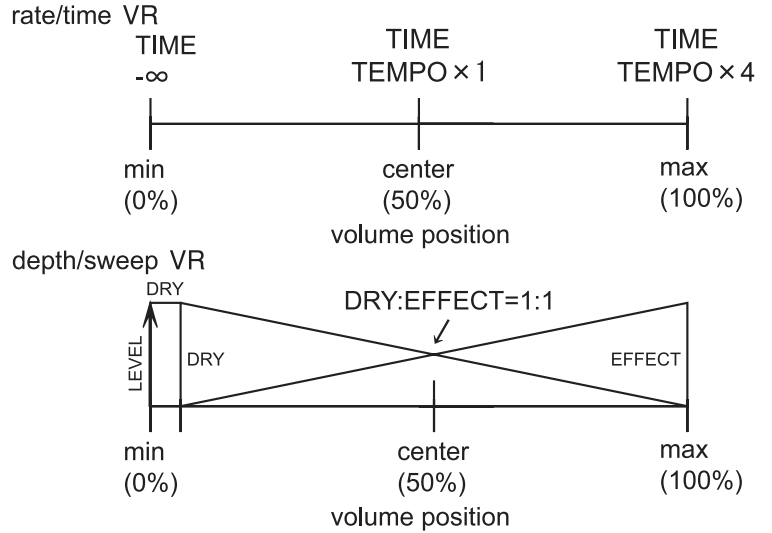 rate/time VR
TIME TIME TIME
-∞ TEMPO×1 TEMPO×4
min center max
(0%) (50%) (100%)
volume position
depth/sweep VR
DRY
DRY:EFFECT=1:1
LEVEL
DRY
EFFECT
min center max
(0%) (50%) (100%)
volume position